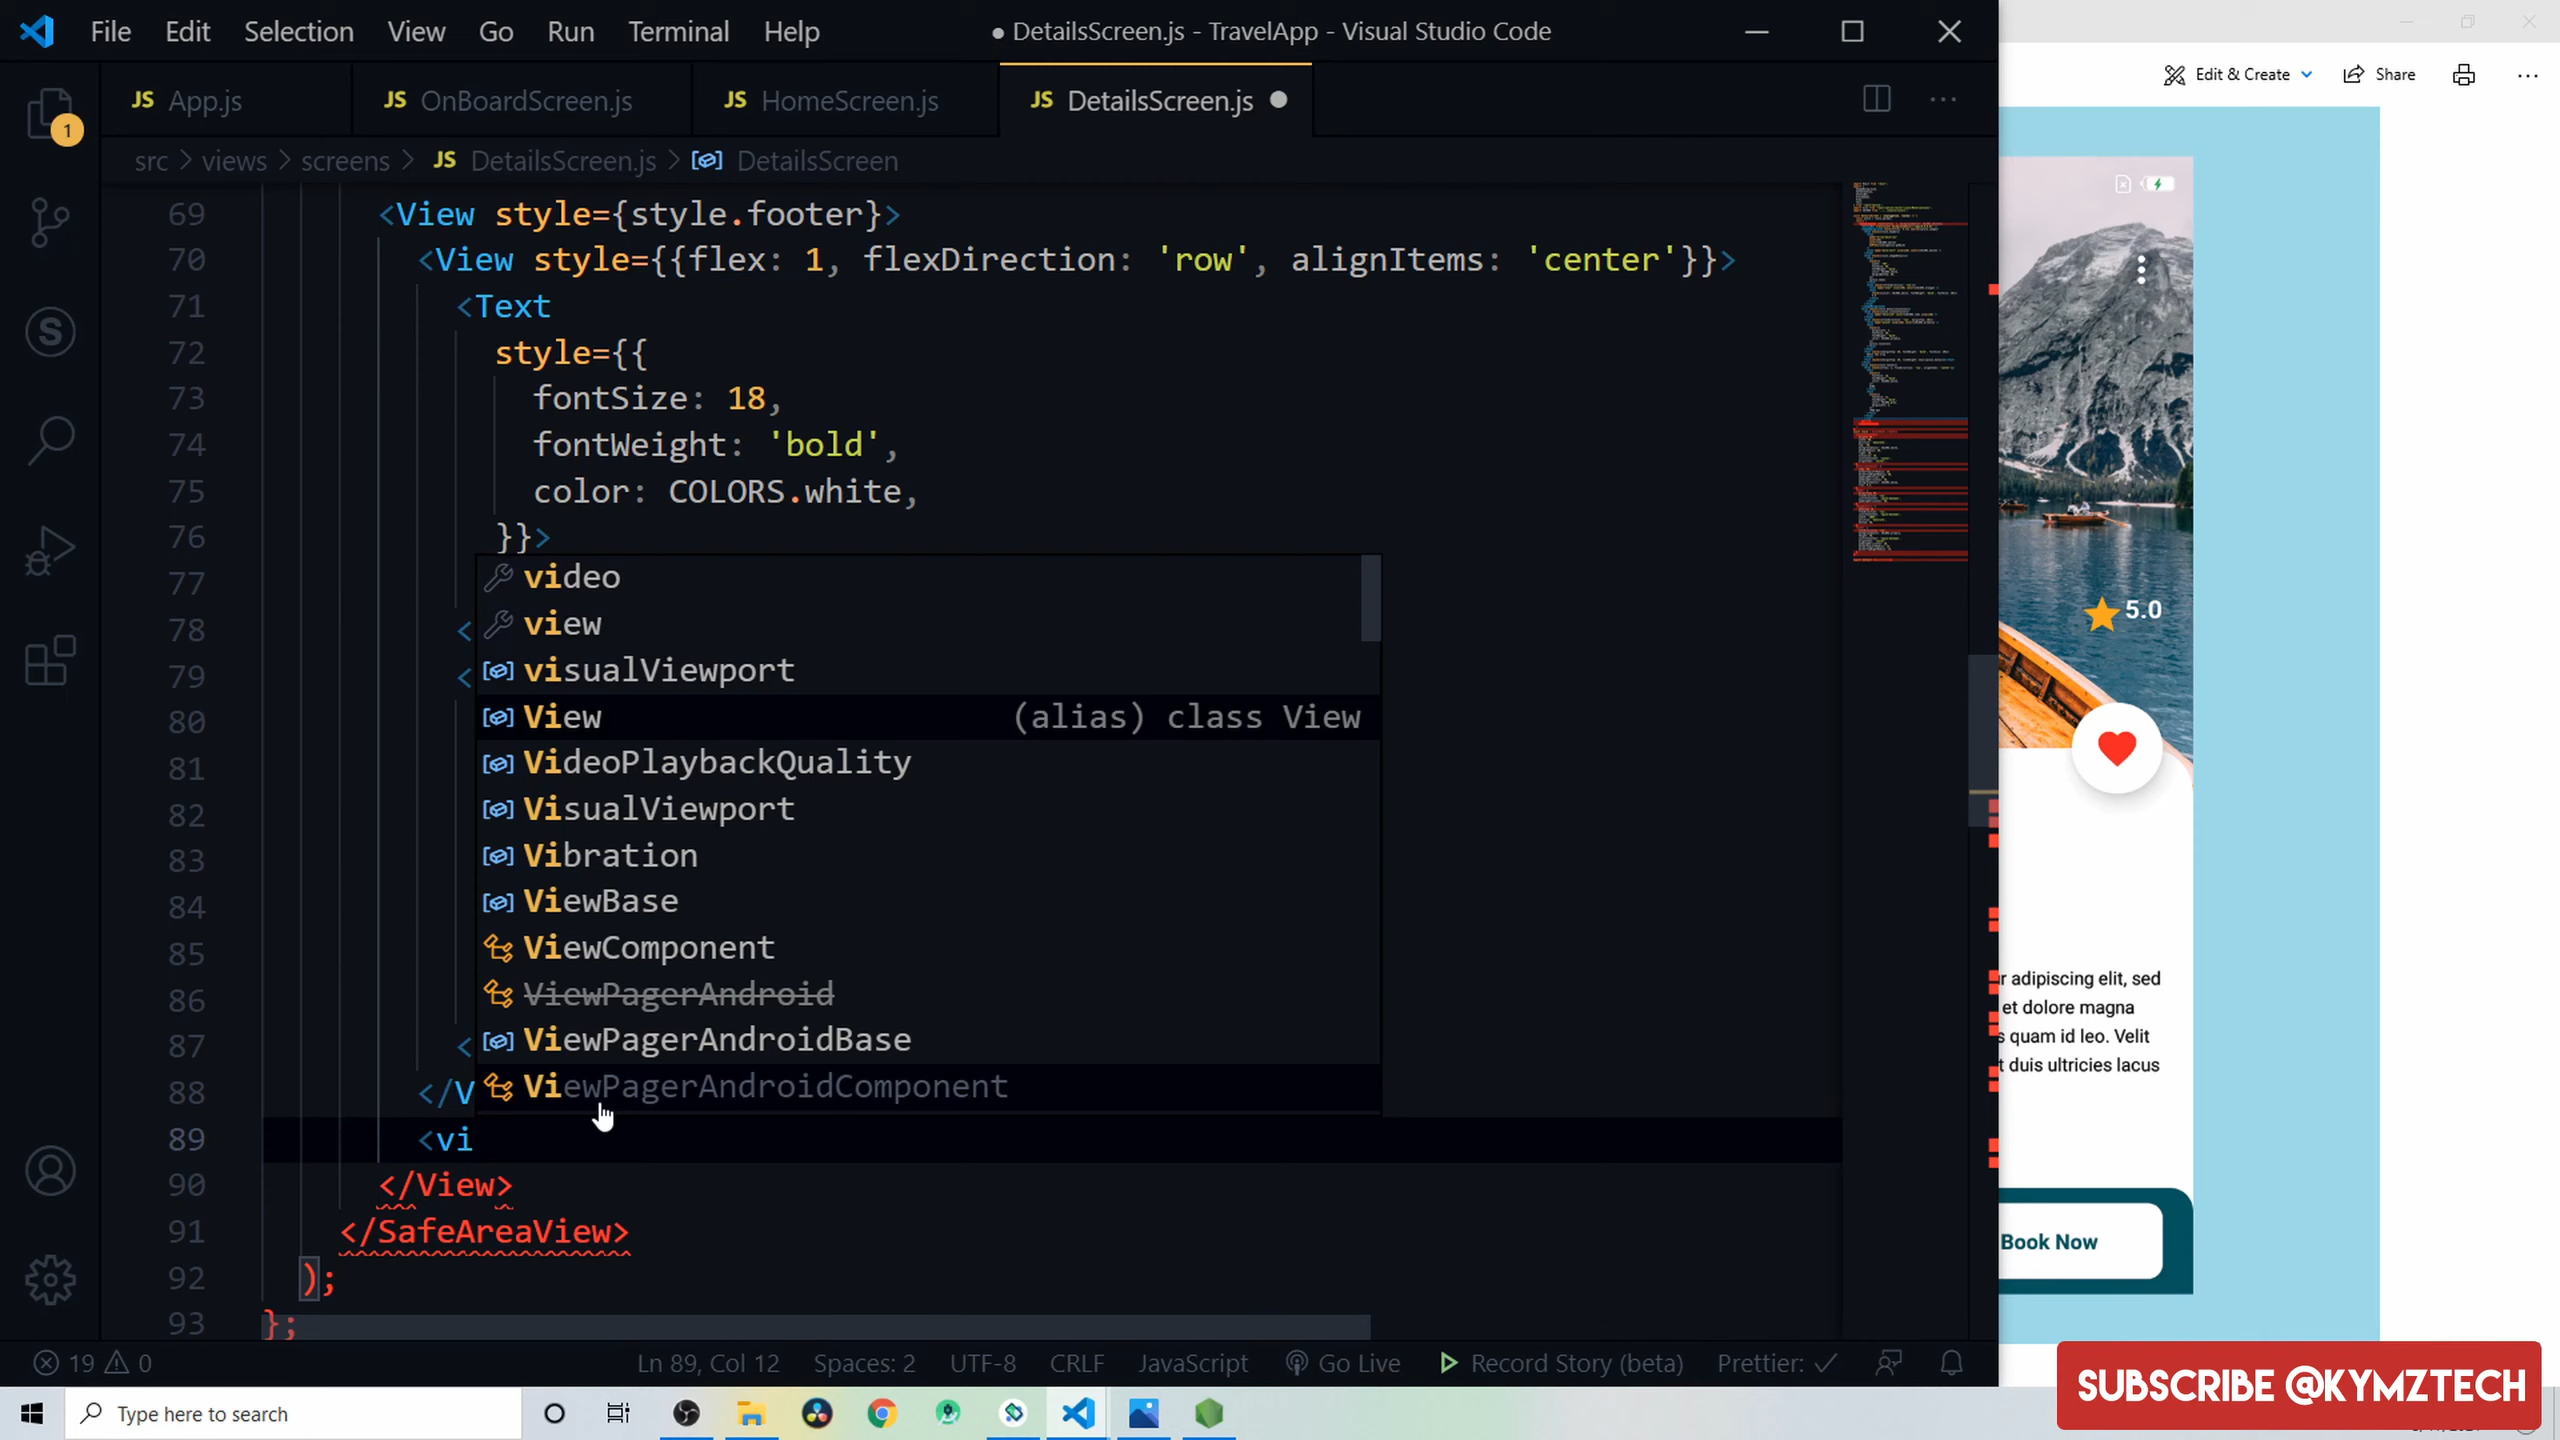 File Edit Selection View Go Run Terminal Help ● DetailsScreen.js - TravelApp - Visual Studio Code
JS App.js JS OnBoardScreen.js JS HomeScreen.js JS DetailsScreen.js
1
src > views > screens > JS DetailsScreen.js > DetailsScreen
69 <View style={style.footer}>
70 <View style={{flex: 1, flexDirection: 'row', alignItems: 'center'}}>
71 <Text
72 style={{
73 fontSize: 18,
74 fontWeight: 'bold',
75 color: COLORS.white,
76 }}>
77 video
view
78 <
visualViewport
79 <
View (alias) class View
80
VideoPlaybackQuality
81
VisualViewport
82
Vibration
83
ViewBase
84
ViewComponent
85
ViewPagerAndroid
86
ViewPagerAndroidBase
87 <
ViewPagerAndroidComponent
88 </V
89 <vi
90 </View>
91 </SafeAreaView>
92 );
93 };
19 0 Ln 89, Col 12 Spaces: 2 UTF-8 CRLF JavaScript Go Live Record Story (beta) Prettier: ✓
Type here to search
Edit & Create Share
5.0
r adipiscing elit, sed
et dolore magna
s quam id leo. Velit
t duis ultricies lacus
Book Now
SUBSCRIBE @KYMZTECH